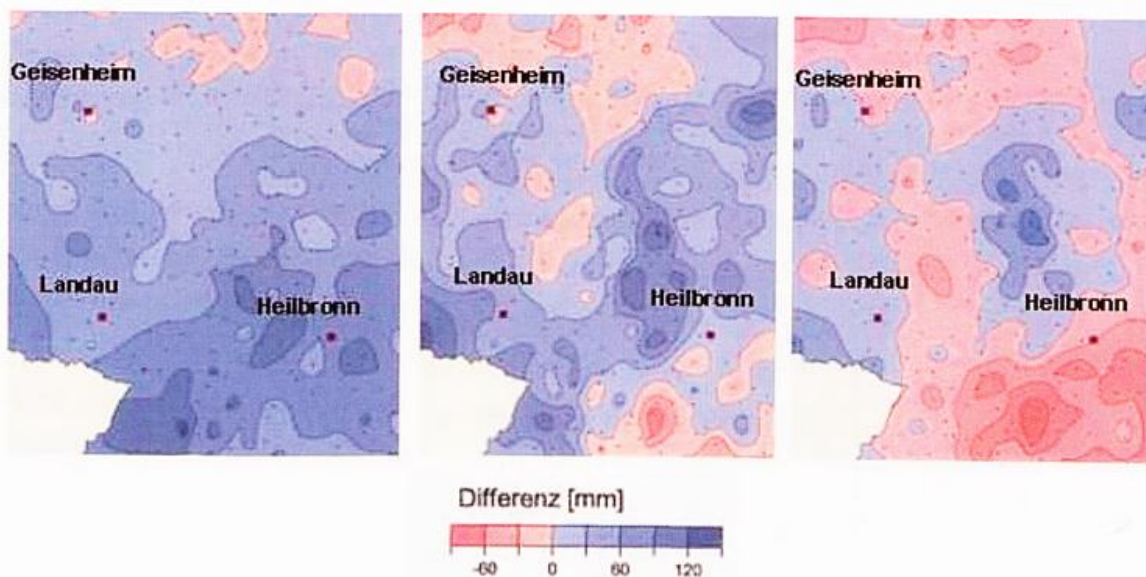 Geisenheim
Landau
Heilbronn
Geisenheim
Landau
Heilbronn
Geisenheim
Landau
Heilbronn
Differenz [mm]
-60 0 60 120